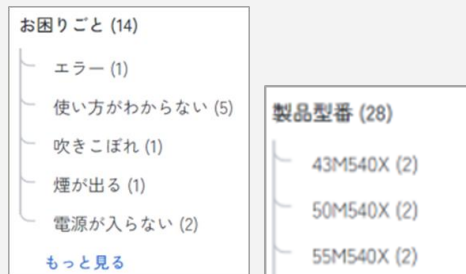 お困りごと (14)
エラー (1)
使い方がわからない (5)
吹きこぼれ (1)
煙が出る (1)
電源が入らない (2)
もっと見る
製品型番 (28)
43M540X (2)
50M540X (2)
55M540X (2)